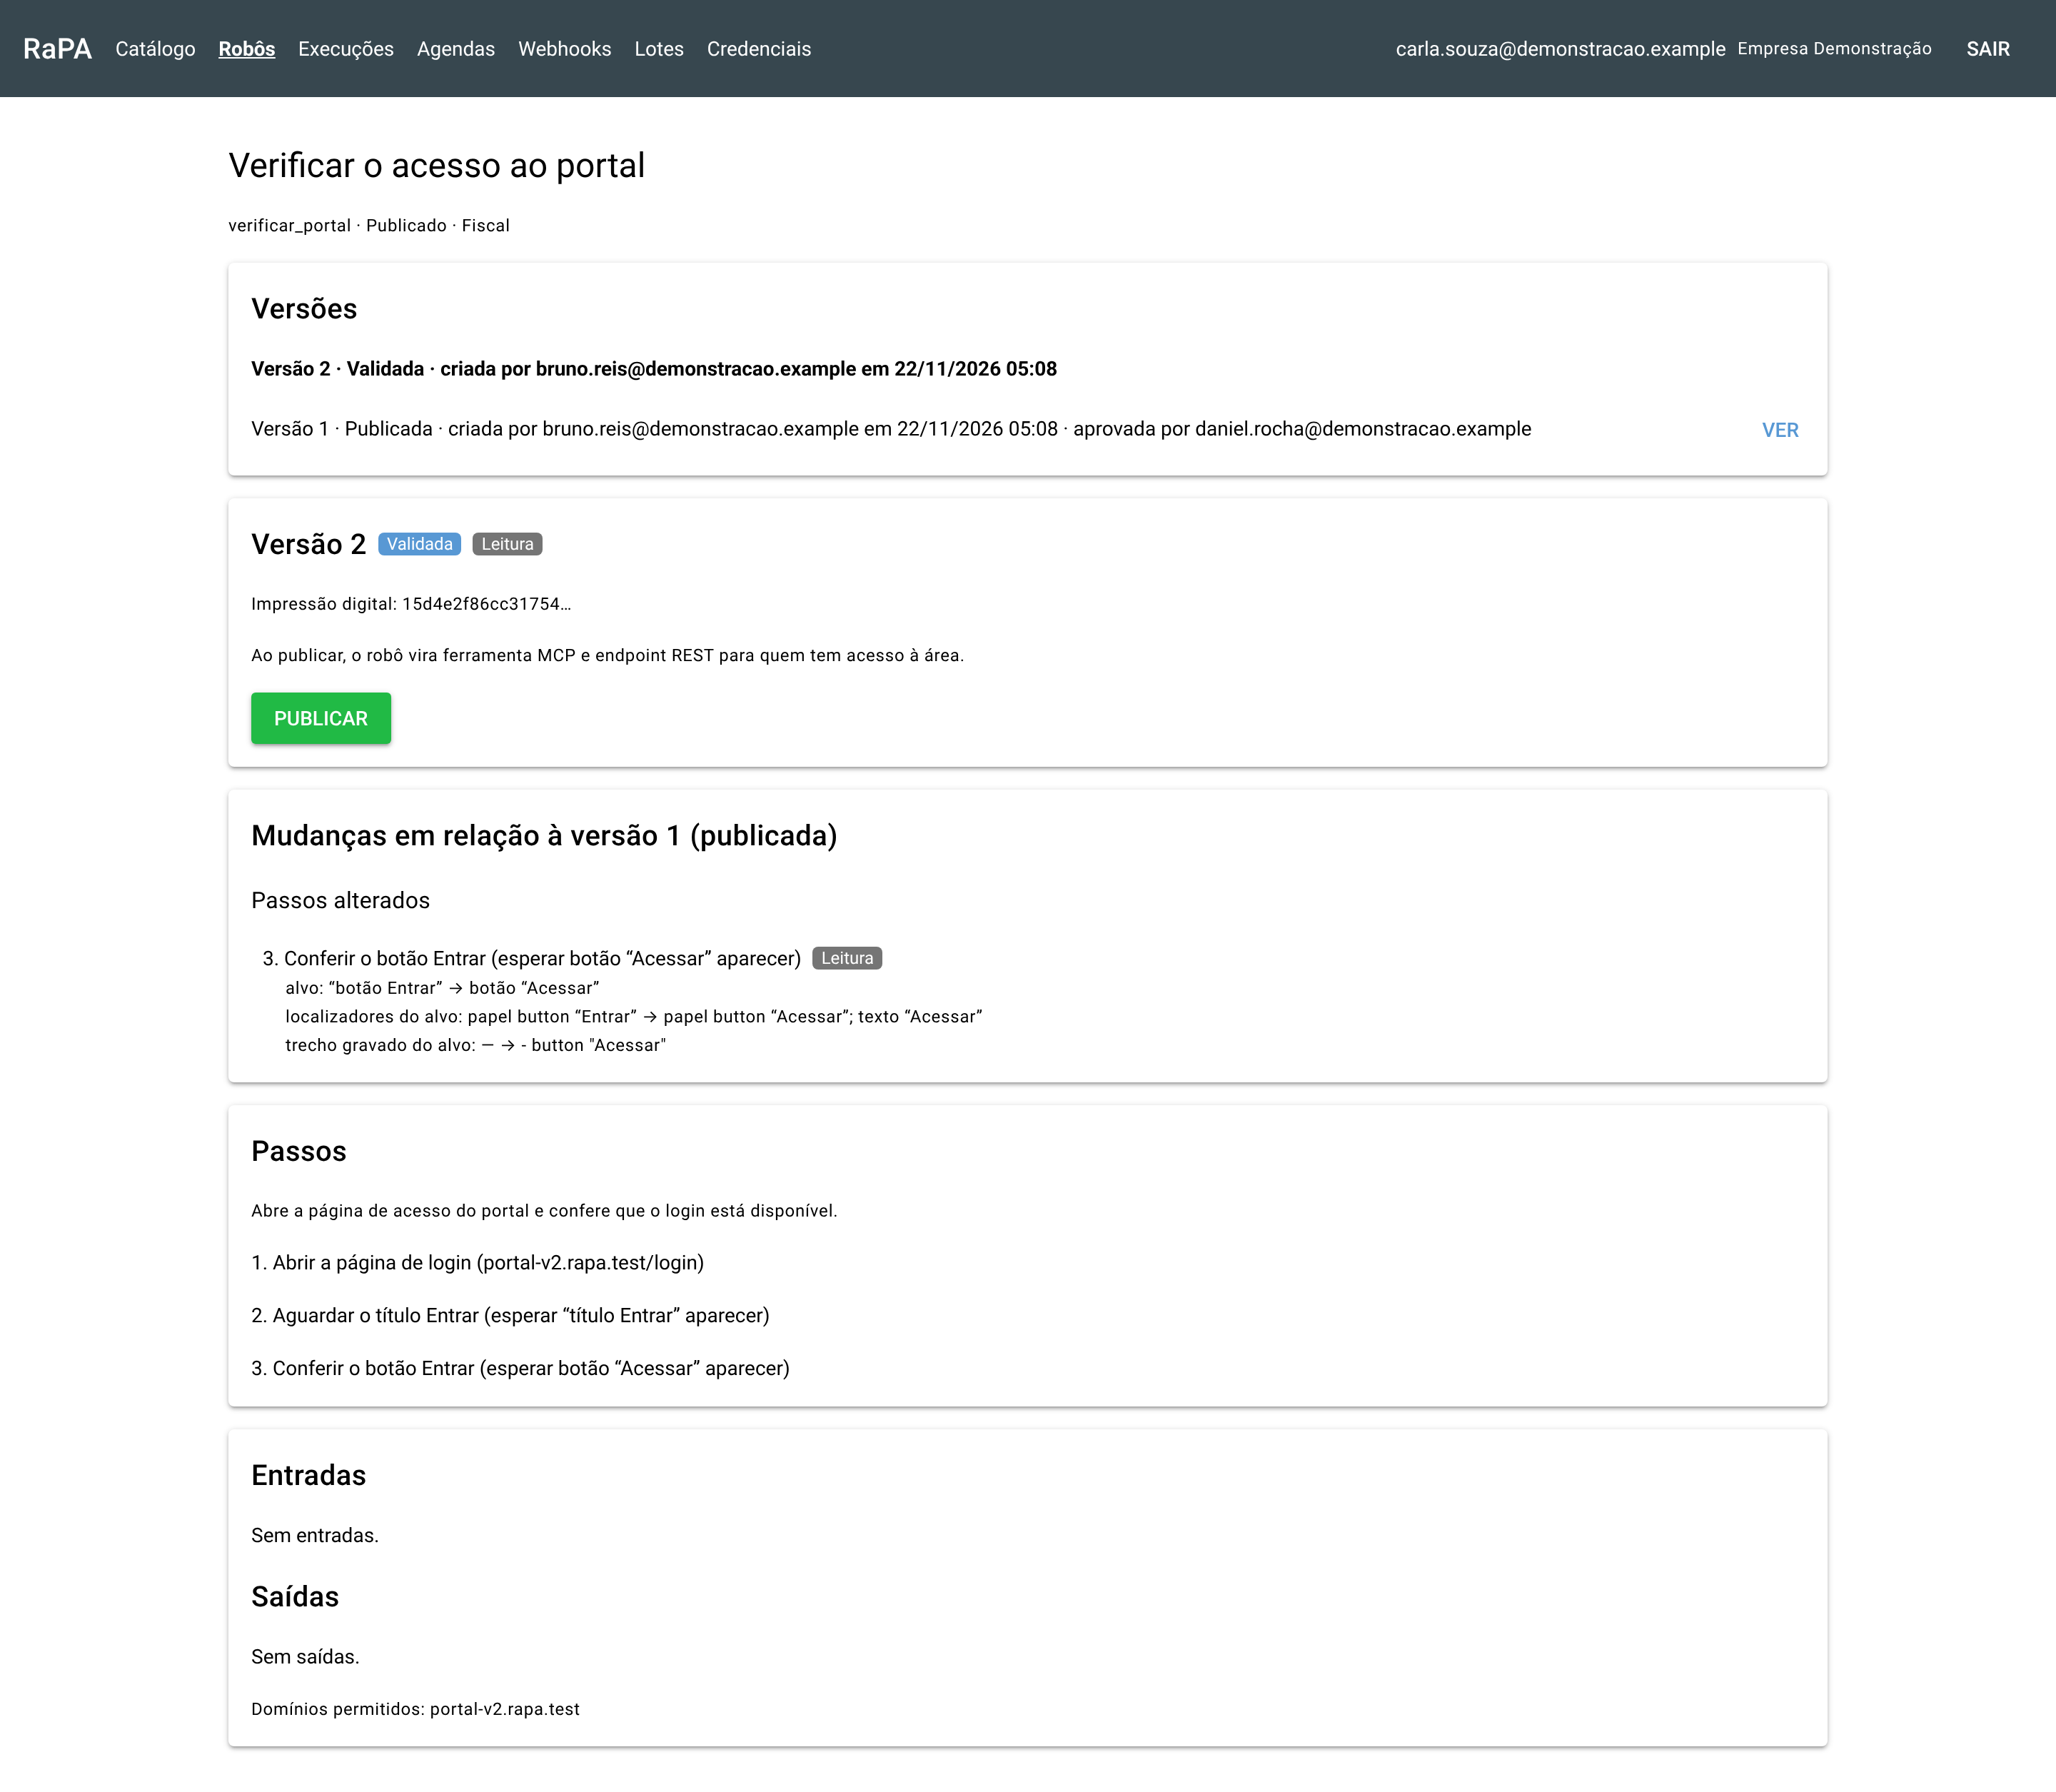 RaPA Catálogo Robôs Execuções Agendas Webhooks Lotes Credenciais carla.souza@demonstracao.example Empresa Demonstração SAIR
Verificar o acesso ao portal
verificar_portal · Publicado · Fiscal
Versões
Versão 2 · Validada · criada por bruno.reis@demonstracao.example em 22/11/2026 05:08
Versão 1 · Publicada · criada por bruno.reis@demonstracao.example em 22/11/2026 05:08 · aprovada por daniel.rocha@demonstracao.example VER
Versão 2 Validada Leitura
Impressão digital: 15d4e2f86cc31754…
Ao publicar, o robô vira ferramenta MCP e endpoint REST para quem tem acesso à área.
PUBLICAR
Mudanças em relação à versão 1 (publicada)
Passos alterados
3. Conferir o botão Entrar (esperar botão “Acessar” aparecer) Leitura
alvo: “botão Entrar” → botão “Acessar”
localizadores do alvo: papel button “Entrar” → papel button “Acessar”; texto “Acessar”
trecho gravado do alvo: — → - button "Acessar"
Passos
Abre a página de acesso do portal e confere que o login está disponível.
1. Abrir a página de login (portal-v2.rapa.test/login)
2. Aguardar o título Entrar (esperar “título Entrar” aparecer)
3. Conferir o botão Entrar (esperar botão “Acessar” aparecer)
Entradas
Sem entradas.
Saídas
Sem saídas.
Domínios permitidos: portal-v2.rapa.test